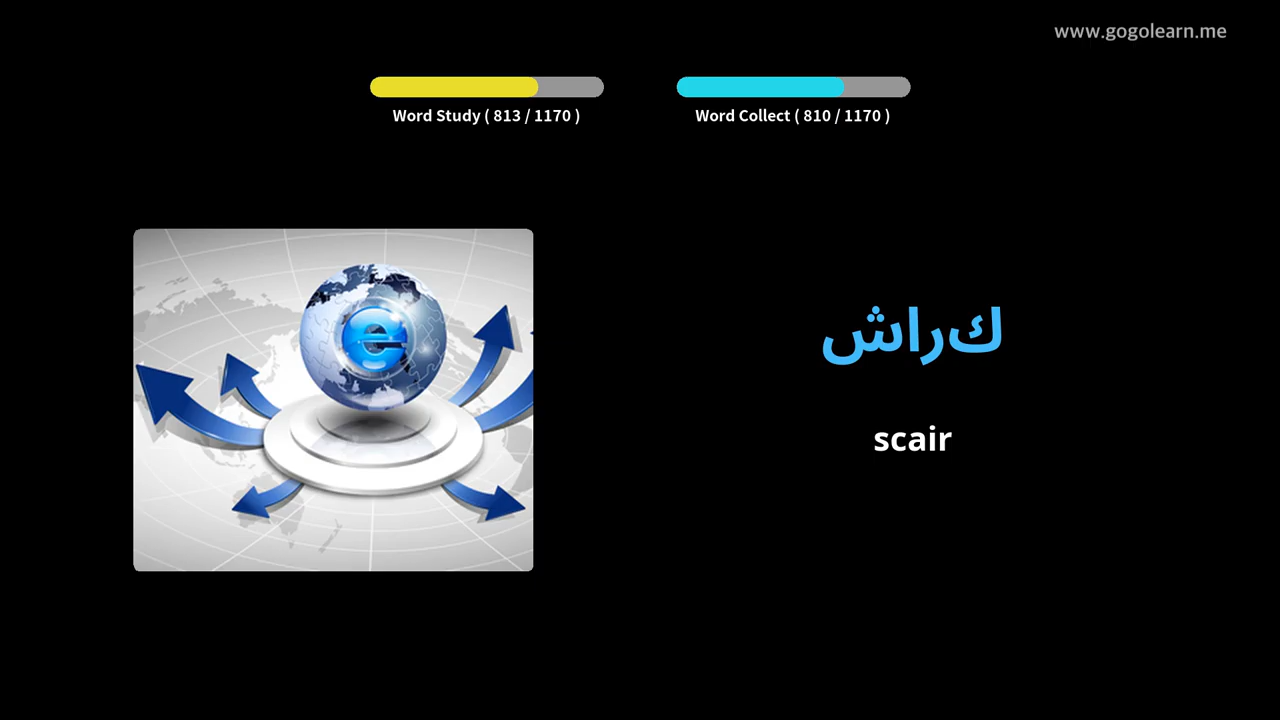 www.gogolearn.me
Word Study ( 813 / 1170 )
Word Collect ( 810 / 1170 )
e
كراش
scair